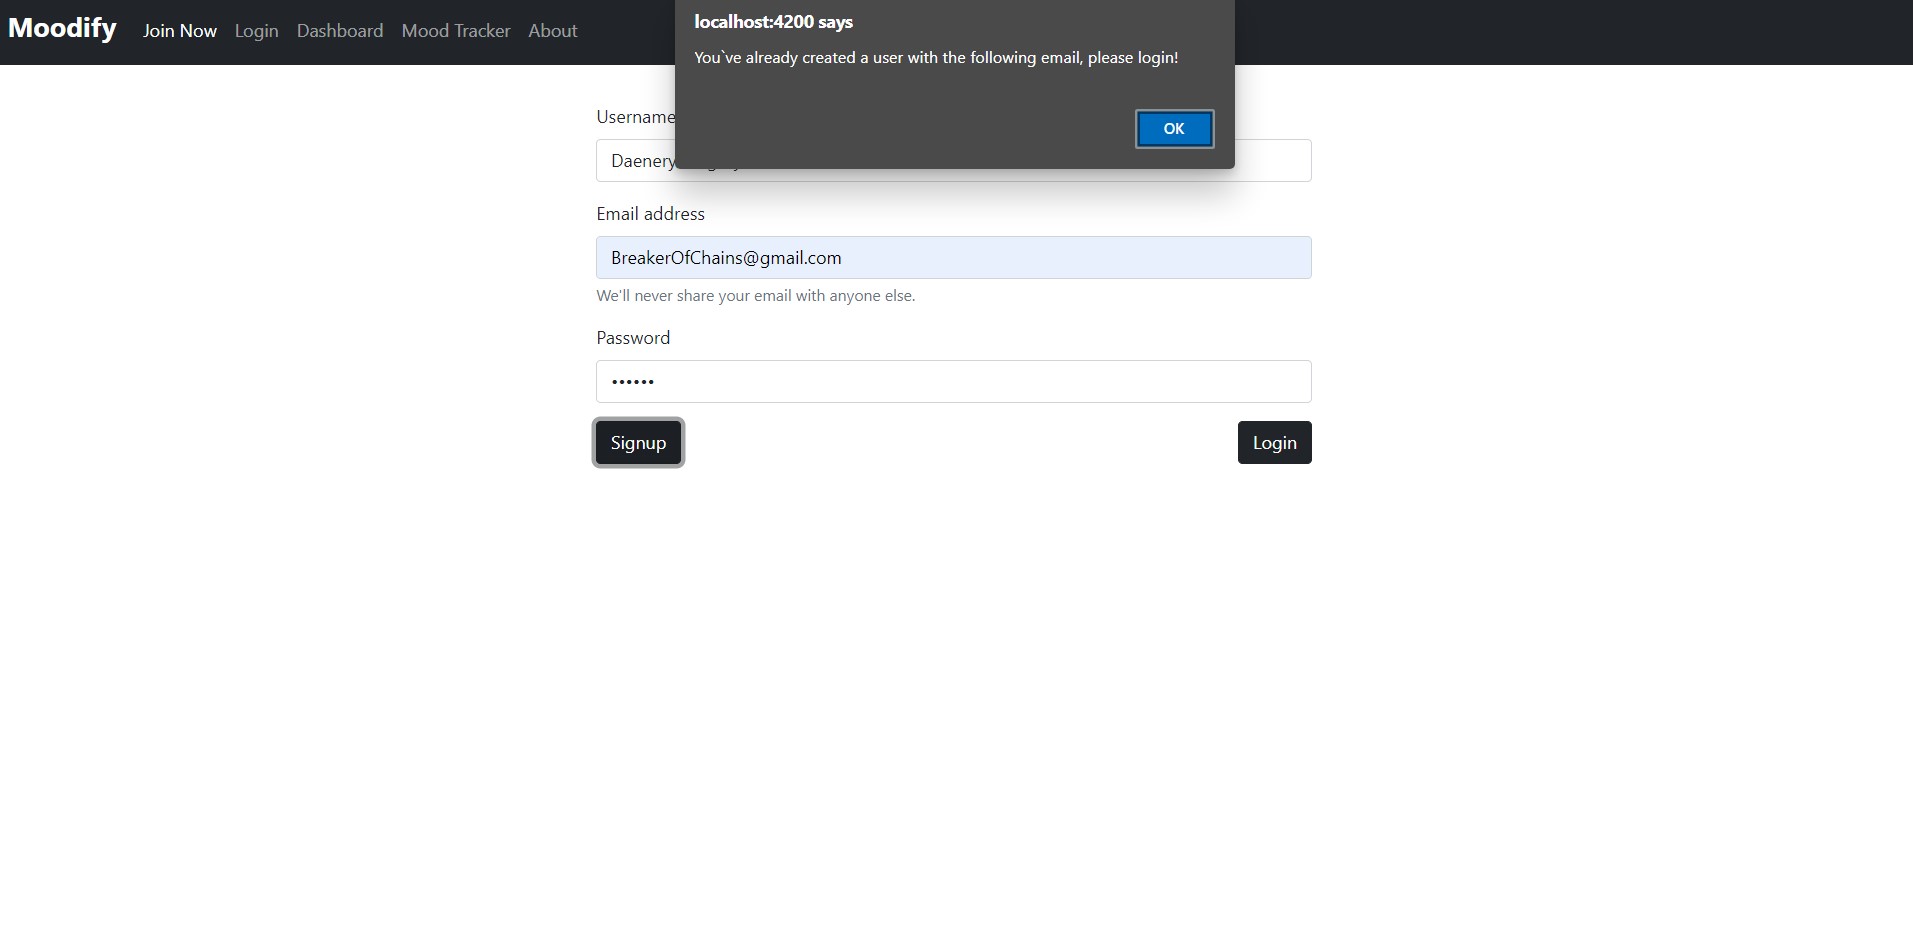 Moodify Join Now Login Dashboard Mood Tracker About
localhost:4200 says
You`ve already created a user with the following email, please login!
OK
Username
Email address
BreakerOfChains@gmail.com
We'll never share your email with anyone else.
Password
••••••
Signup Login